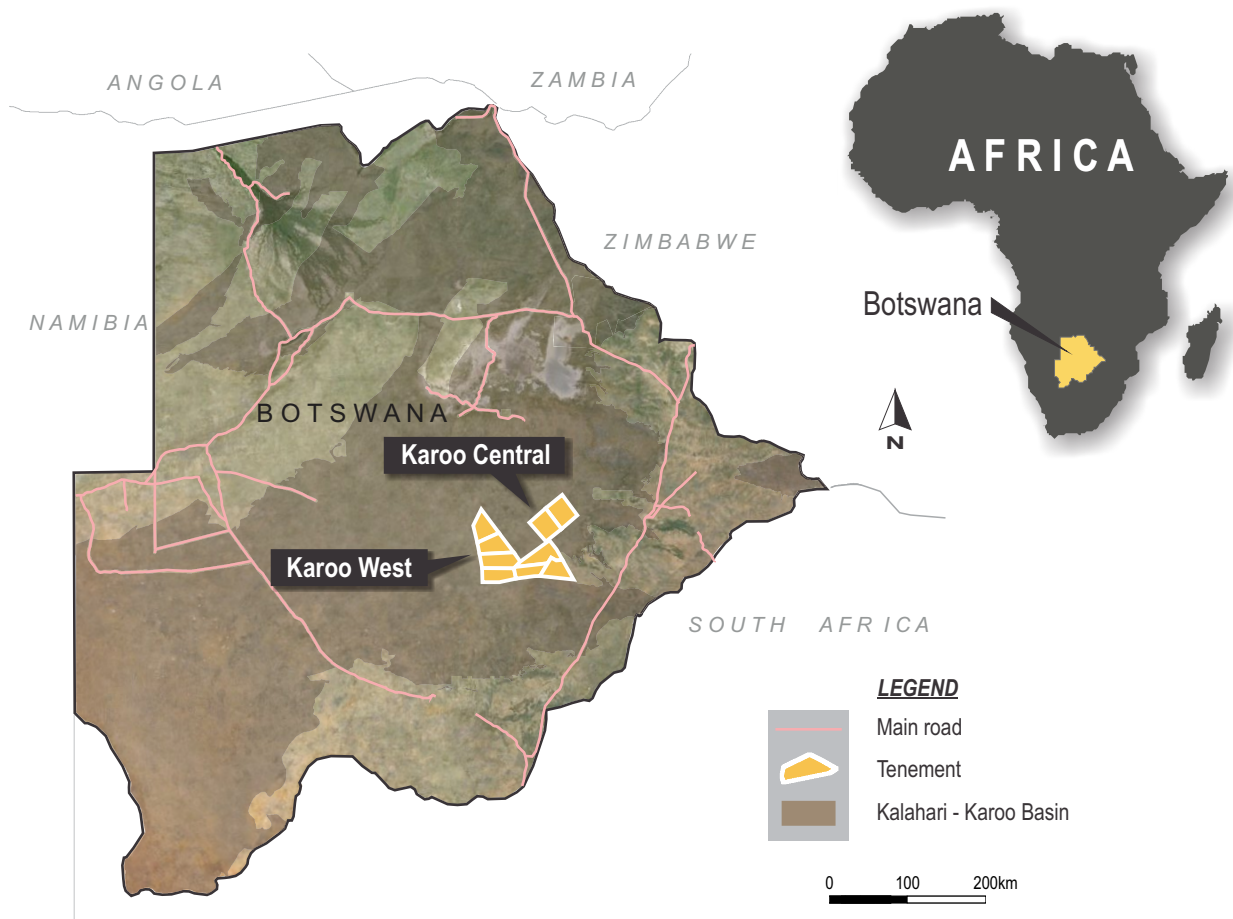 ANGOLA
ZAMBIA
AFRICA
ZIMBABWE
NAMIBIA
Botswana
BOTSWANA
N
Karoo Central
Karoo West
SOUTH AFRICA
LEGEND
Main road
Tenement
Kalahari - Karoo Basin
0 100 200km